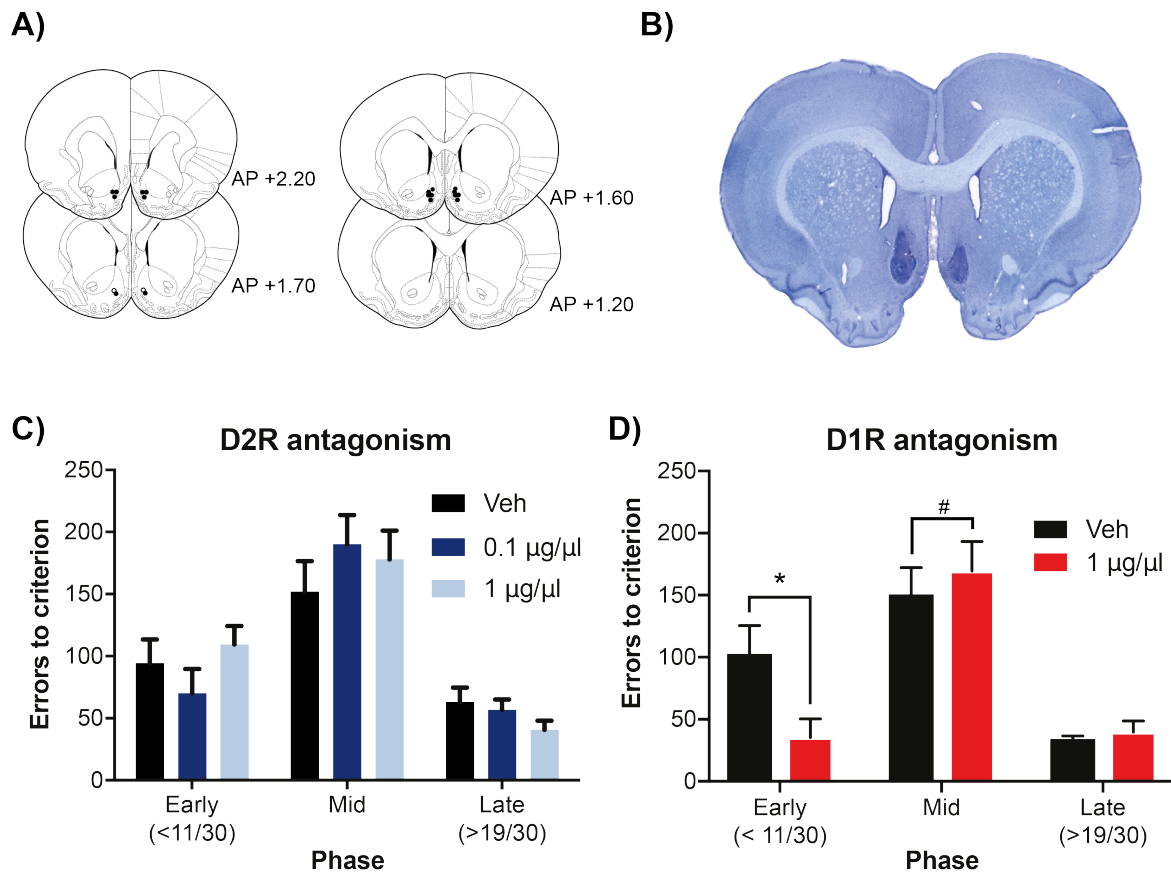 A)
AP +2.20
AP +1.70
AP +1.60
AP +1.20
B)
C)
D2R antagonism
Errors to criterion
250
200
150
100
50
0
Veh
0.1 µg/µl
1 µg/µl
Early
(<11/30)
Mid
Late
(>19/30)
Phase
D)
D1R antagonism
Errors to criterion
250
200
150
100
50
0
*
#
Veh
1 µg/µl
Early
(< 11/30)
Mid
Late
(>19/30)
Phase